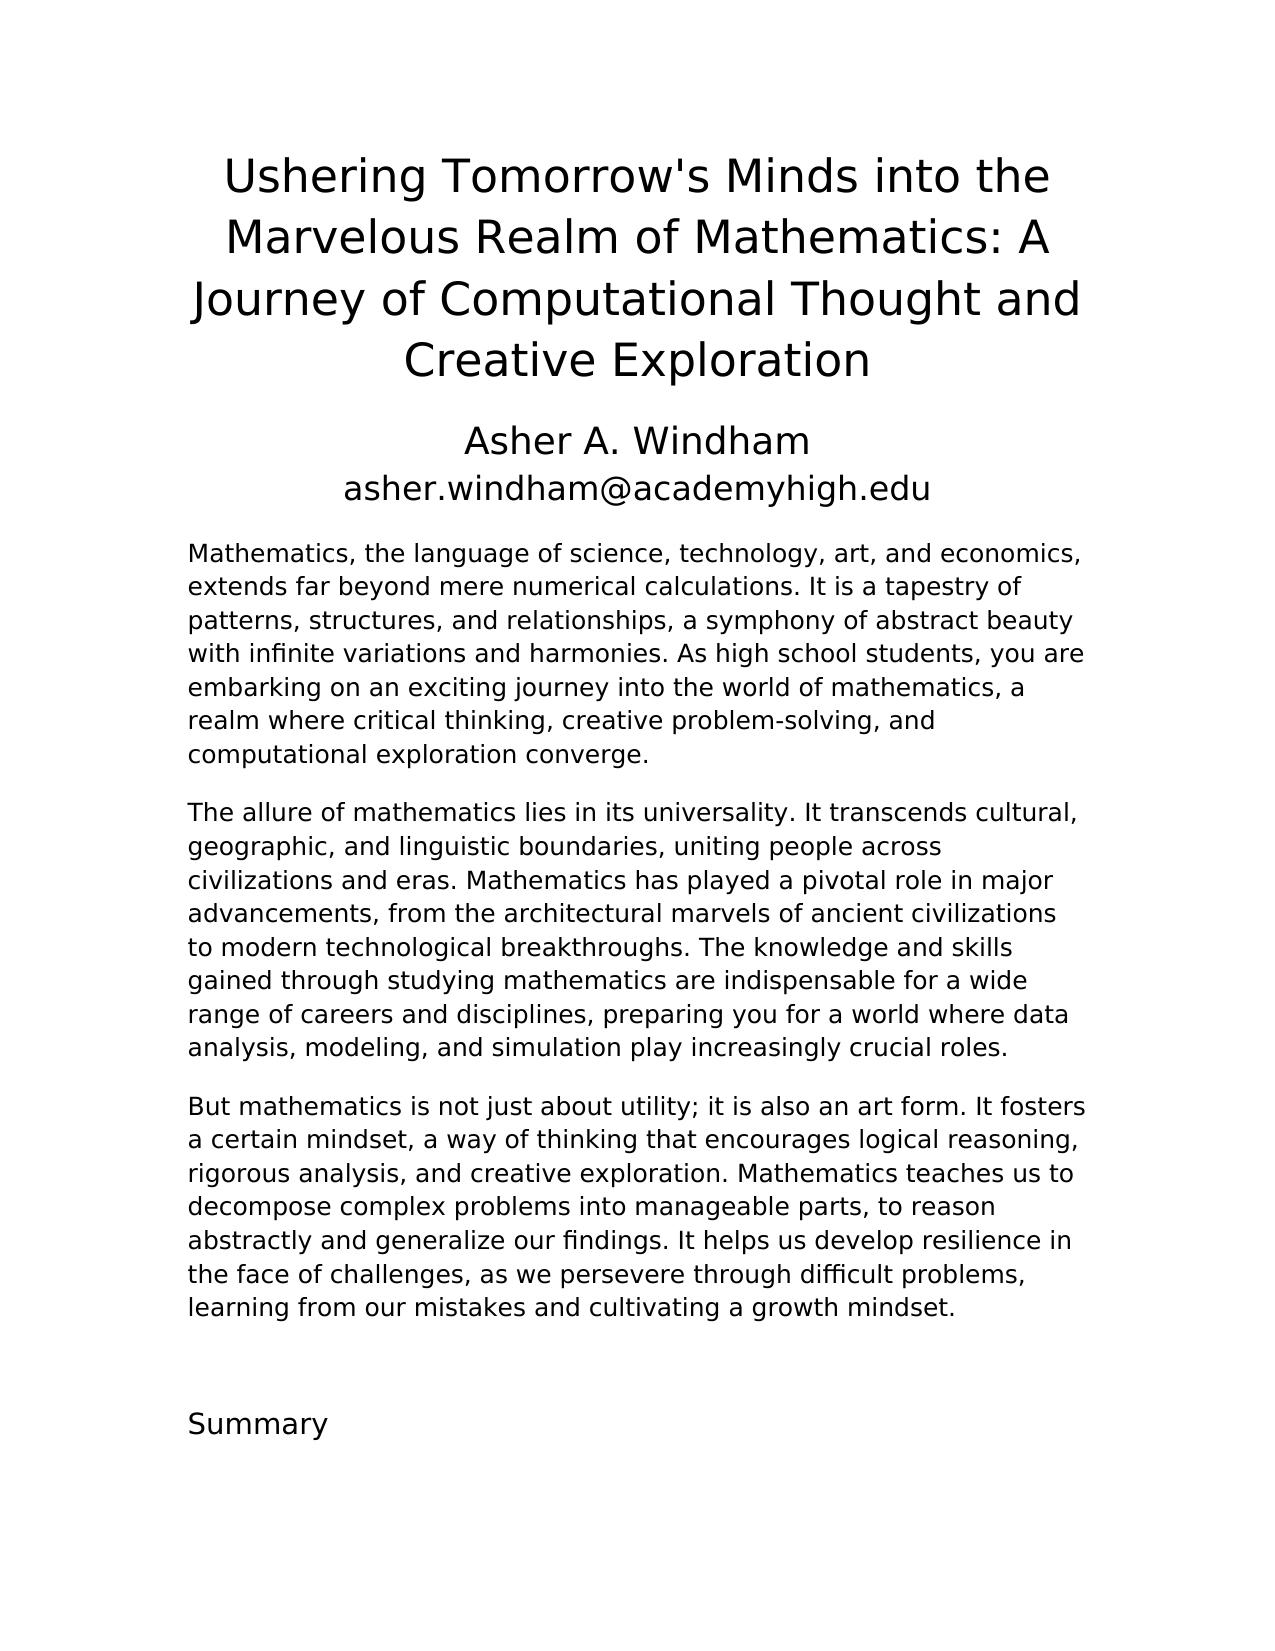 Ushering Tomorrow's Minds into the
Marvelous Realm of Mathematics: A
Journey of Computational Thought and
Creative Exploration
Asher A. Windham
asher.windham@academyhigh.edu
Mathematics, the language of science, technology, art, and economics,
extends far beyond mere numerical calculations. It is a tapestry of
patterns, structures, and relationships, a symphony of abstract beauty
with infinite variations and harmonies. As high school students, you are
embarking on an exciting journey into the world of mathematics, a
realm where critical thinking, creative problem-solving, and
computational exploration converge.
The allure of mathematics lies in its universality. It transcends cultural,
geographic, and linguistic boundaries, uniting people across
civilizations and eras. Mathematics has played a pivotal role in major
advancements, from the architectural marvels of ancient civilizations
to modern technological breakthroughs. The knowledge and skills
gained through studying mathematics are indispensable for a wide
range of careers and disciplines, preparing you for a world where data
analysis, modeling, and simulation play increasingly crucial roles.
But mathematics is not just about utility; it is also an art form. It fosters
a certain mindset, a way of thinking that encourages logical reasoning,
rigorous analysis, and creative exploration. Mathematics teaches us to
decompose complex problems into manageable parts, to reason
abstractly and generalize our findings. It helps us develop resilience in
the face of challenges, as we persevere through difficult problems,
learning from our mistakes and cultivating a growth mindset.
Summary